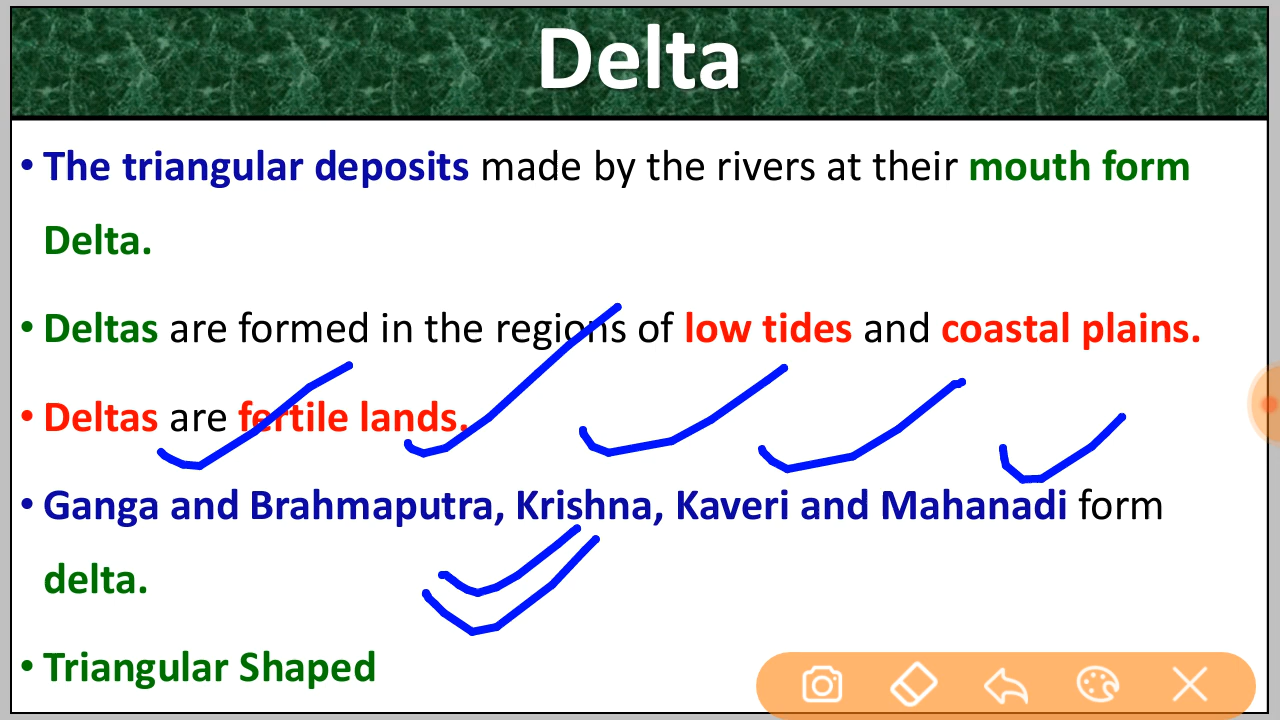 Delta
• The triangular deposits made by the rivers at their mouth form
Delta.
• Deltas are formed in the regions of low tides and coastal plains.
• Deltas are fertile lands.
• Ganga and Brahmaputra, Krishna, Kaveri and Mahanadi form
delta.
• Triangular Shaped